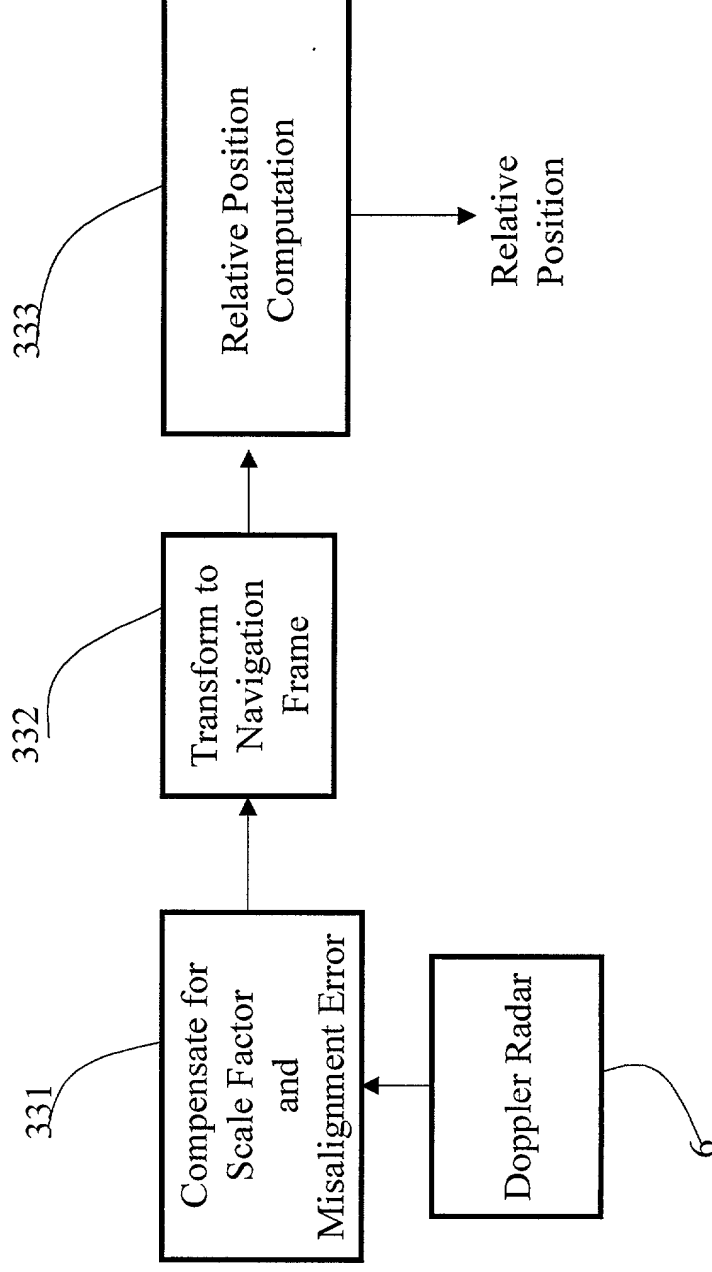 331
Compensate for
Scale Factor
and
Misalignment Error
332
Transform to
Navigation
Frame
333
Relative Position
Computation
Doppler Radar
6
Relative
Position